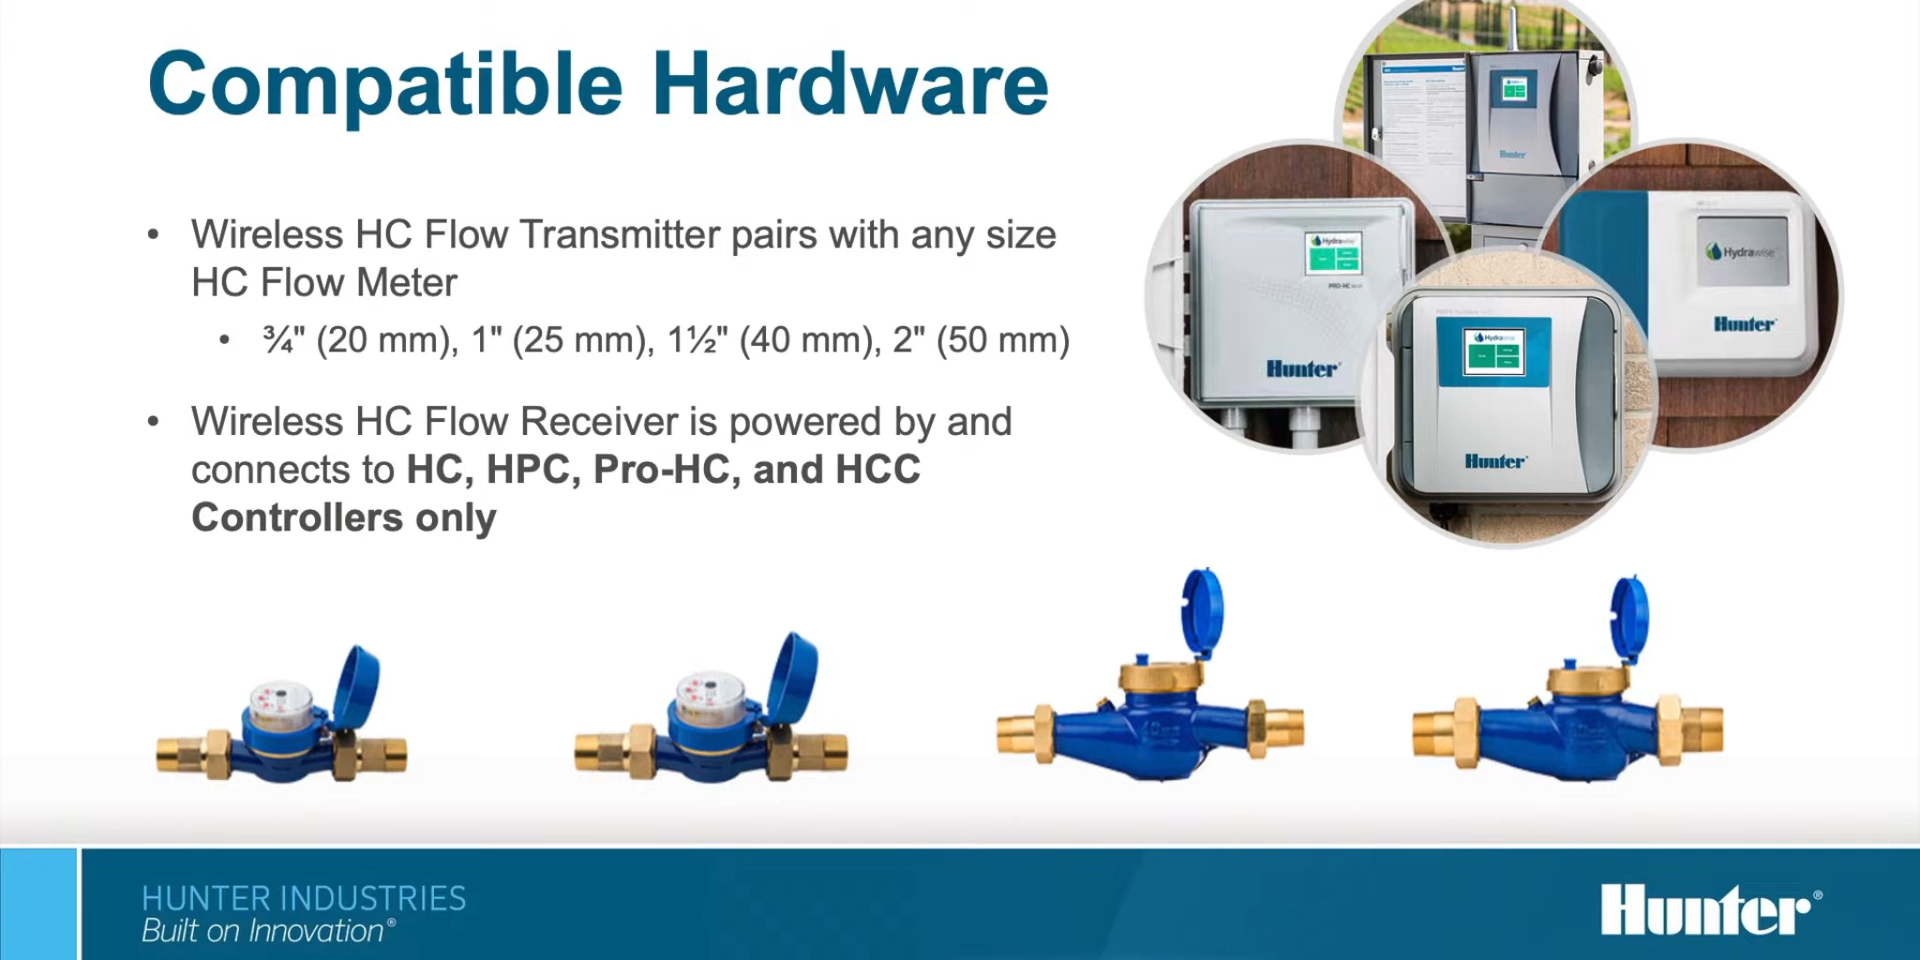 Compatible Hardware
• Wireless HC Flow Transmitter pairs with any size
HC Flow Meter
• ¾" (20 mm), 1" (25 mm), 1½" (40 mm), 2" (50 mm)
• Wireless HC Flow Receiver is powered by and
connects to HC, HPC, Pro-HC, and HCC
Controllers only
Hunter
Hydrawise
PRO-HC
Hunter
Hydrawise
Hunter
Hydrawise
Hunter
HUNTER INDUSTRIES
Built on Innovation®
Hunter®